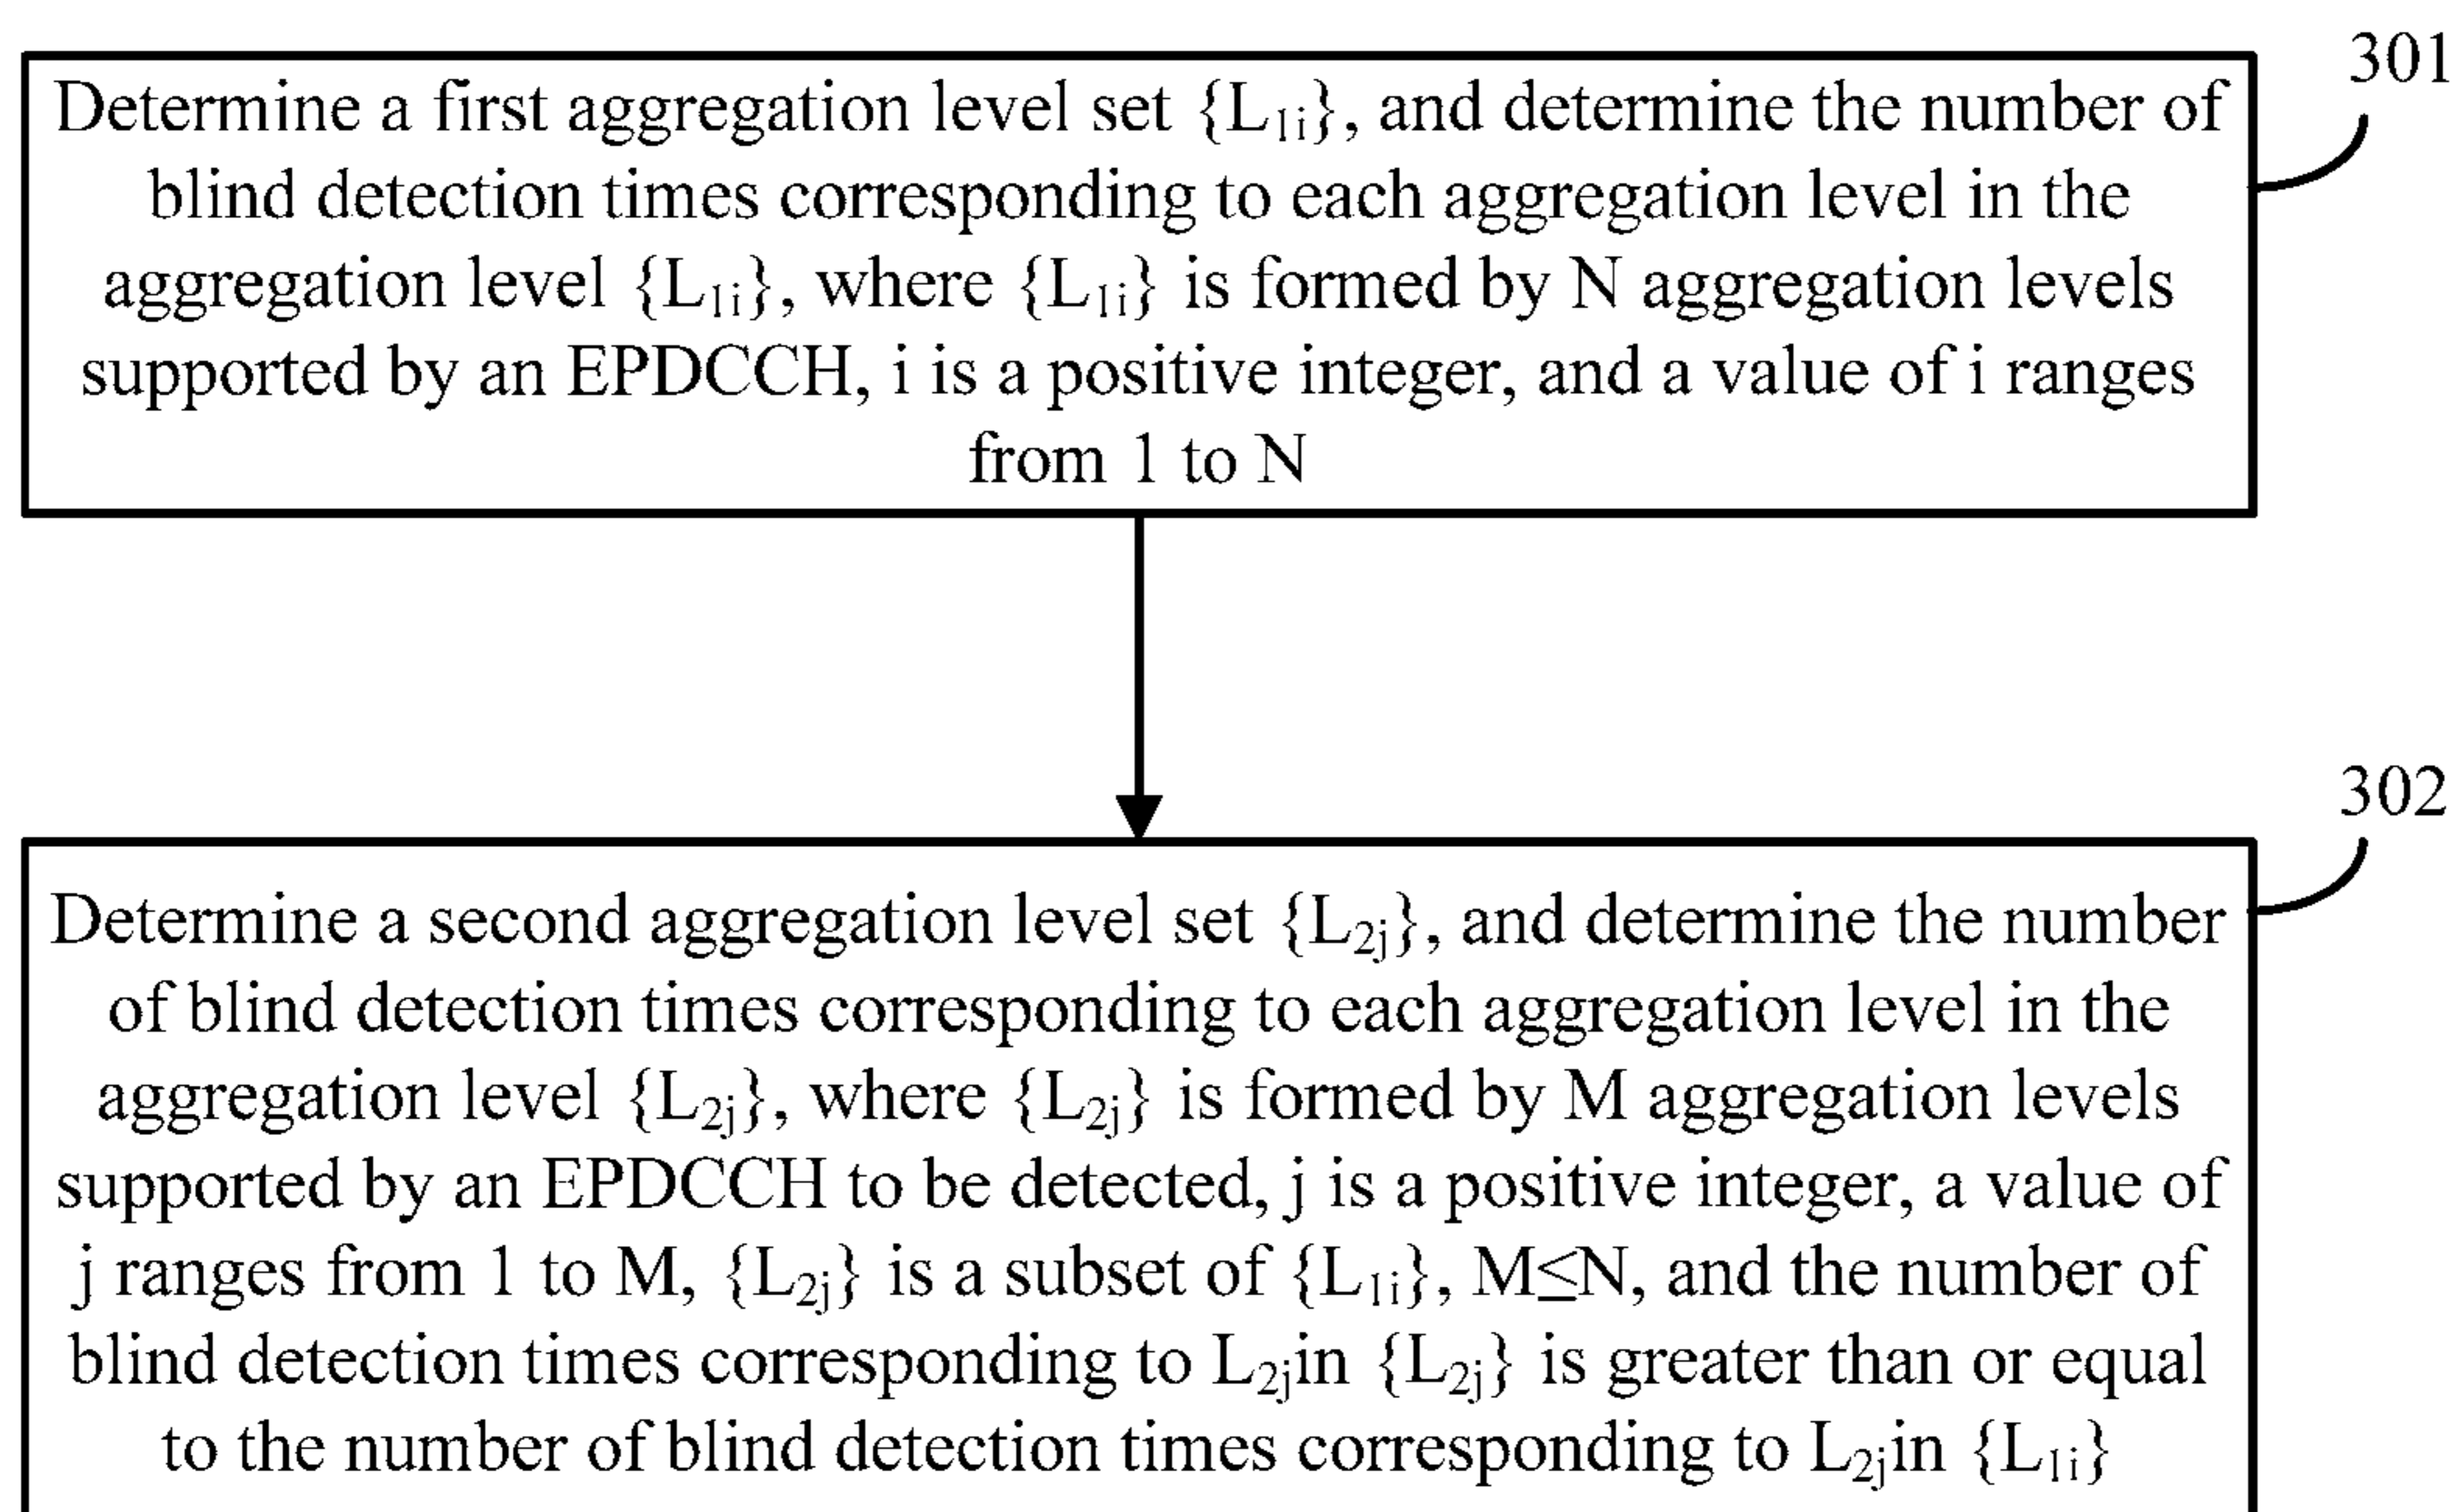 301
Determine a first aggregation level set {L₁ᵢ}, and determine the number of
blind detection times corresponding to each aggregation level in the
aggregation level {L₁ᵢ}, where {L₁ᵢ} is formed by N aggregation levels
supported by an EPDCCH, i is a positive integer, and a value of i ranges
from 1 to N
302
Determine a second aggregation level set {L₂ⱼ}, and determine the number
of blind detection times corresponding to each aggregation level in the
aggregation level {L₂ⱼ}, where {L₂ⱼ} is formed by M aggregation levels
supported by an EPDCCH to be detected, j is a positive integer, a value of
j ranges from 1 to M, {L₂ⱼ} is a subset of {L₁ᵢ}, M≤N, and the number of
blind detection times corresponding to L₂ⱼin {L₂ⱼ} is greater than or equal
to the number of blind detection times corresponding to L₂ⱼin {L₁ᵢ}